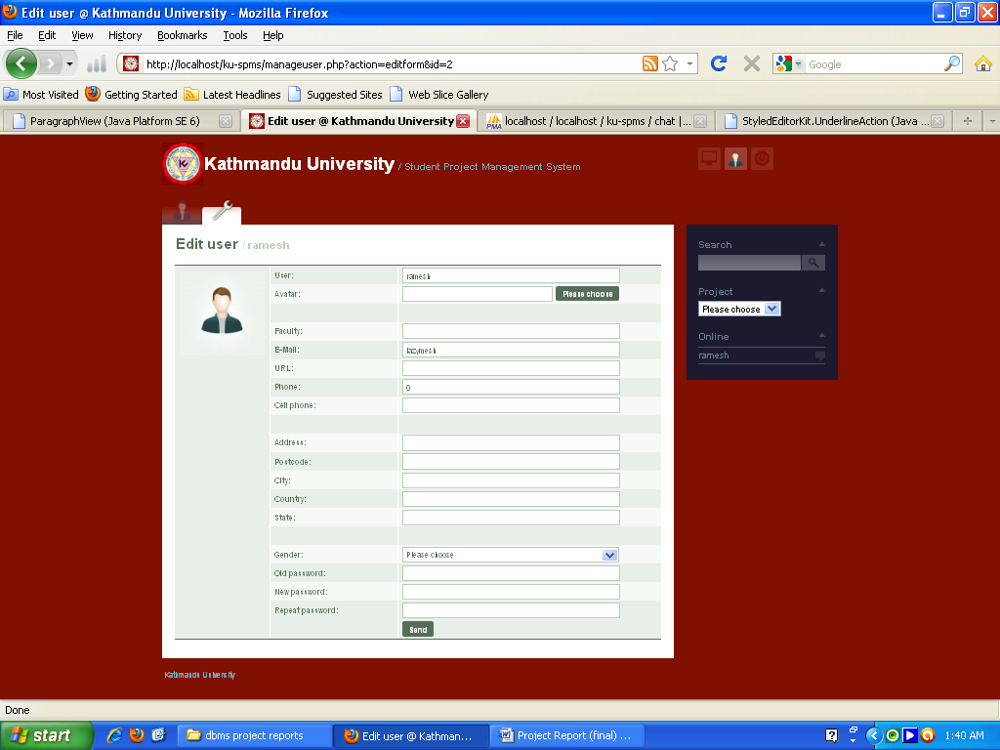 Edit user @ Kathmandu University - Mozilla Firefox
File Edit View History Bookmarks Tools Help
http://localhost/ku-spms/manageuser.php?action=editform&id=2
Google
Most Visited Getting Started Latest Headlines Suggested Sites Web Slice Gallery
ParagraphView (Java Platform SE 6) Edit user @ Kathmandu University localhost / localhost / ku-spms / chat |... StyledEditorKit.UnderlineAction (Java ...
Kathmandu University / Student Project Management System
Edit user / ramesh
User: ramesh
Avatar: Please choose
Faculty:
E-Mail: lazymesh
URL:
Phone: 0
Cell phone:
Address:
Postcode:
City:
Country:
State:
Gender: Please choose
Old password:
New password:
Repeat password:
Send
Search
Project
Please choose
Online
ramesh
Kathmandu University
Done
start dbms project reports Edit user @ Kathman... Project Report (final) ... 1:40 AM